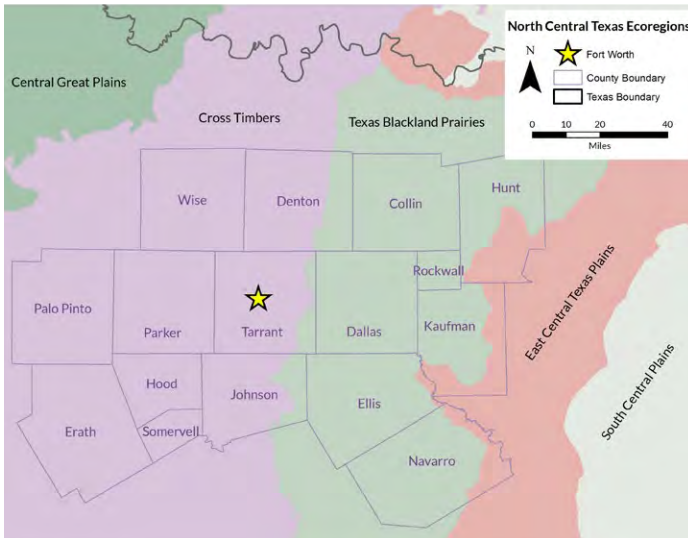 North Central Texas Ecoregions
N
Fort Worth
County Boundary
Texas Boundary
0 10 20 40
Miles
Central Great Plains
Cross Timbers
Texas Blackland Prairies
Wise
Denton
Collin
Hunt
Rockwall
Palo Pinto
Parker
Tarrant
Dallas
Kaufman
East Central Texas Plains
South Central Plains
Hood
Johnson
Ellis
Erath
Somervell
Navarro